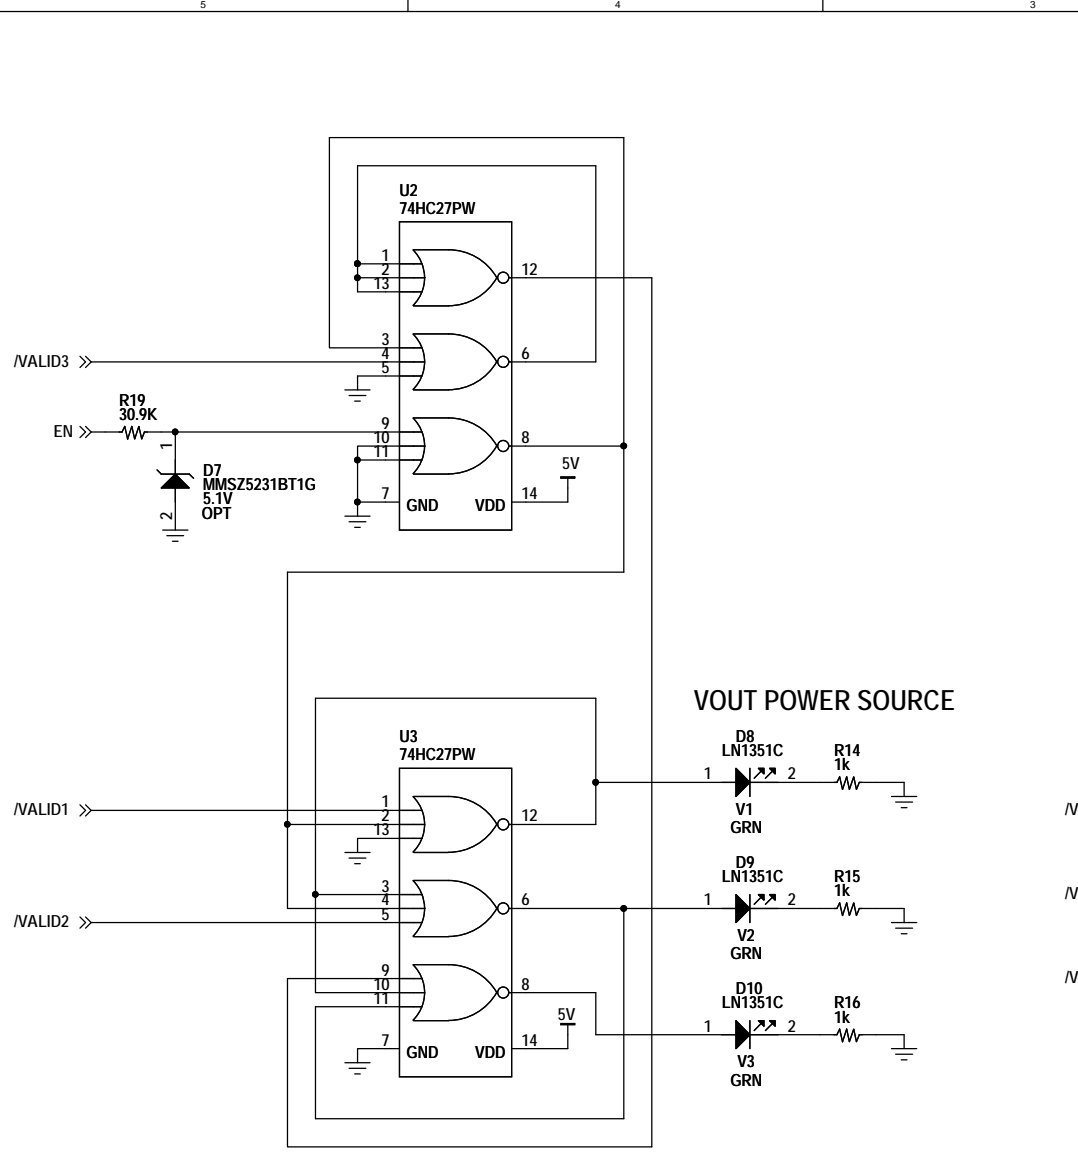 5 4 3
U2
74HC27PW
1
2
13
12
3
4
5
6
/VALID3
R19
30.9K
EN
9
10
11
8
1
D7
MMSZ5231BT1G
5.1V
OPT
2
5V
7 GND VDD 14
VOUT POWER SOURCE
U3
74HC27PW
D8
LN1351C
R14
1k
1 2
V1
GRN
/VALID1
1
2
13
12
/V
D9
LN1351C
R15
1k
1 2
V2
GRN
/V
3
4
5
6
/VALID2
9
10
11
8
/V
D10
LN1351C
R16
1k
1 2
V3
GRN
5V
7 GND VDD 14